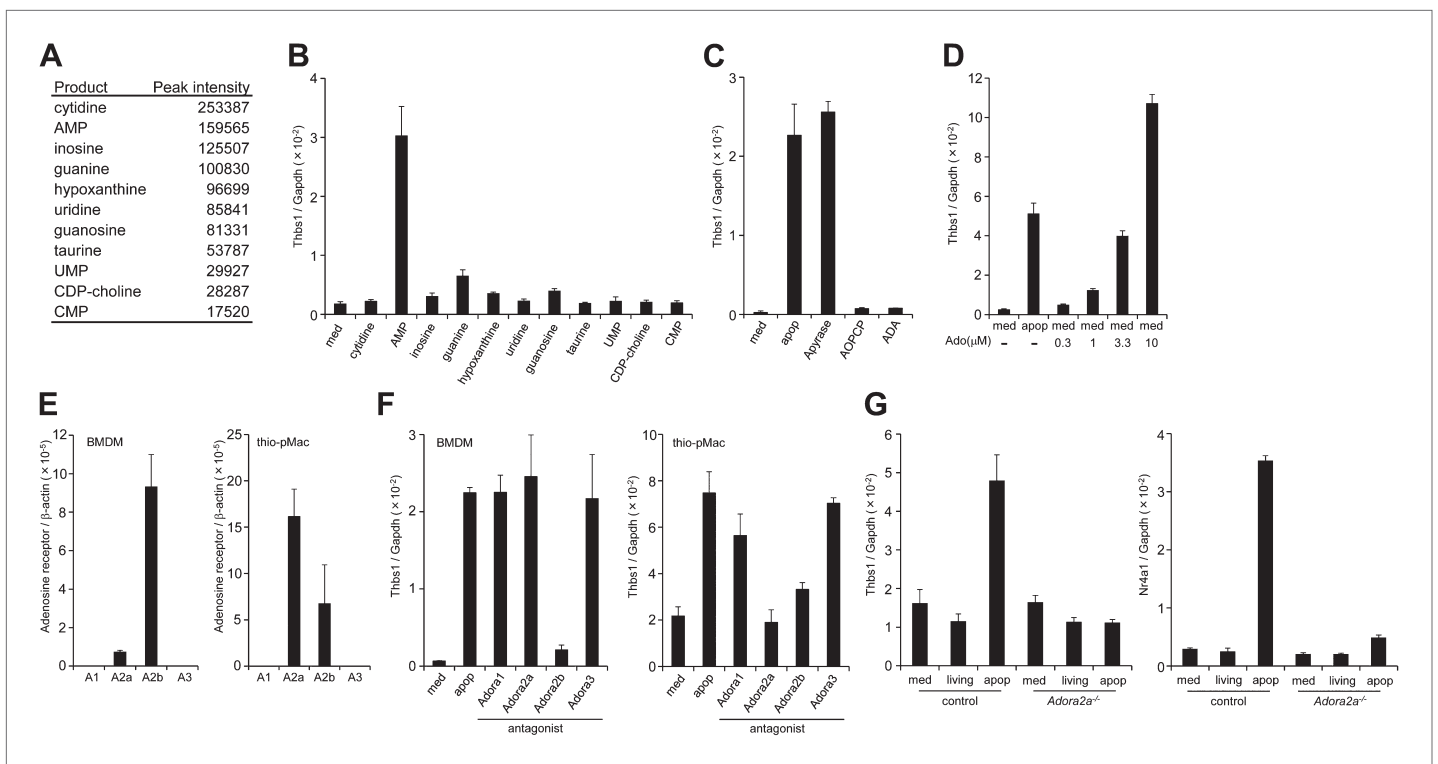 A
Product Peak intensity
cytidine 253387
AMP 159565
inosine 125507
guanine 100830
hypoxanthine 96699
uridine 85841
guanosine 81331
taurine 53787
UMP 29927
CDP-choline 28287
CMP 17520
B
Thbs1 / Gapdh ( × 10-2)
4
3
2
1
0
med cytidine AMP inosine guanine hypoxanthine uridine guanosine taurine UMP CDP-choline CMP
C
Thbs1 / Gapdh ( × 10-2)
3
2
1
0
med apop Apyrase AOPCP ADA
D
Thbs1 / Gapdh ( × 10-2)
12
10
8
6
4
2
0
med apop med med med med
Ado(μM) – – 0.3 1 3.3 10
E
Adenosine receptor / β-actin ( × 10-5)
BMDM
12
10
8
6
4
2
0
A1 A2a A2b A3
Adenosine receptor / β-actin ( × 10-5)
thio-pMac
25
20
15
10
5
0
A1 A2a A2b A3
F
Thbs1 / Gapdh ( × 10-2)
BMDM
3
2
1
0
med apop Adora1 Adora2a Adora2b Adora3
antagonist
Thbs1 / Gapdh ( × 10-2)
thio-pMac
10
8
6
4
2
0
med apop Adora1 Adora2a Adora2b Adora3
antagonist
G
Thbs1 / Gapdh ( × 10-2)
6
5
4
3
2
1
0
med living apop med living apop
control Adora2a-/-
Nr4a1 / Gapdh ( × 10-2)
4
3
2
1
0
med living apop med living apop
control Adora2a-/-